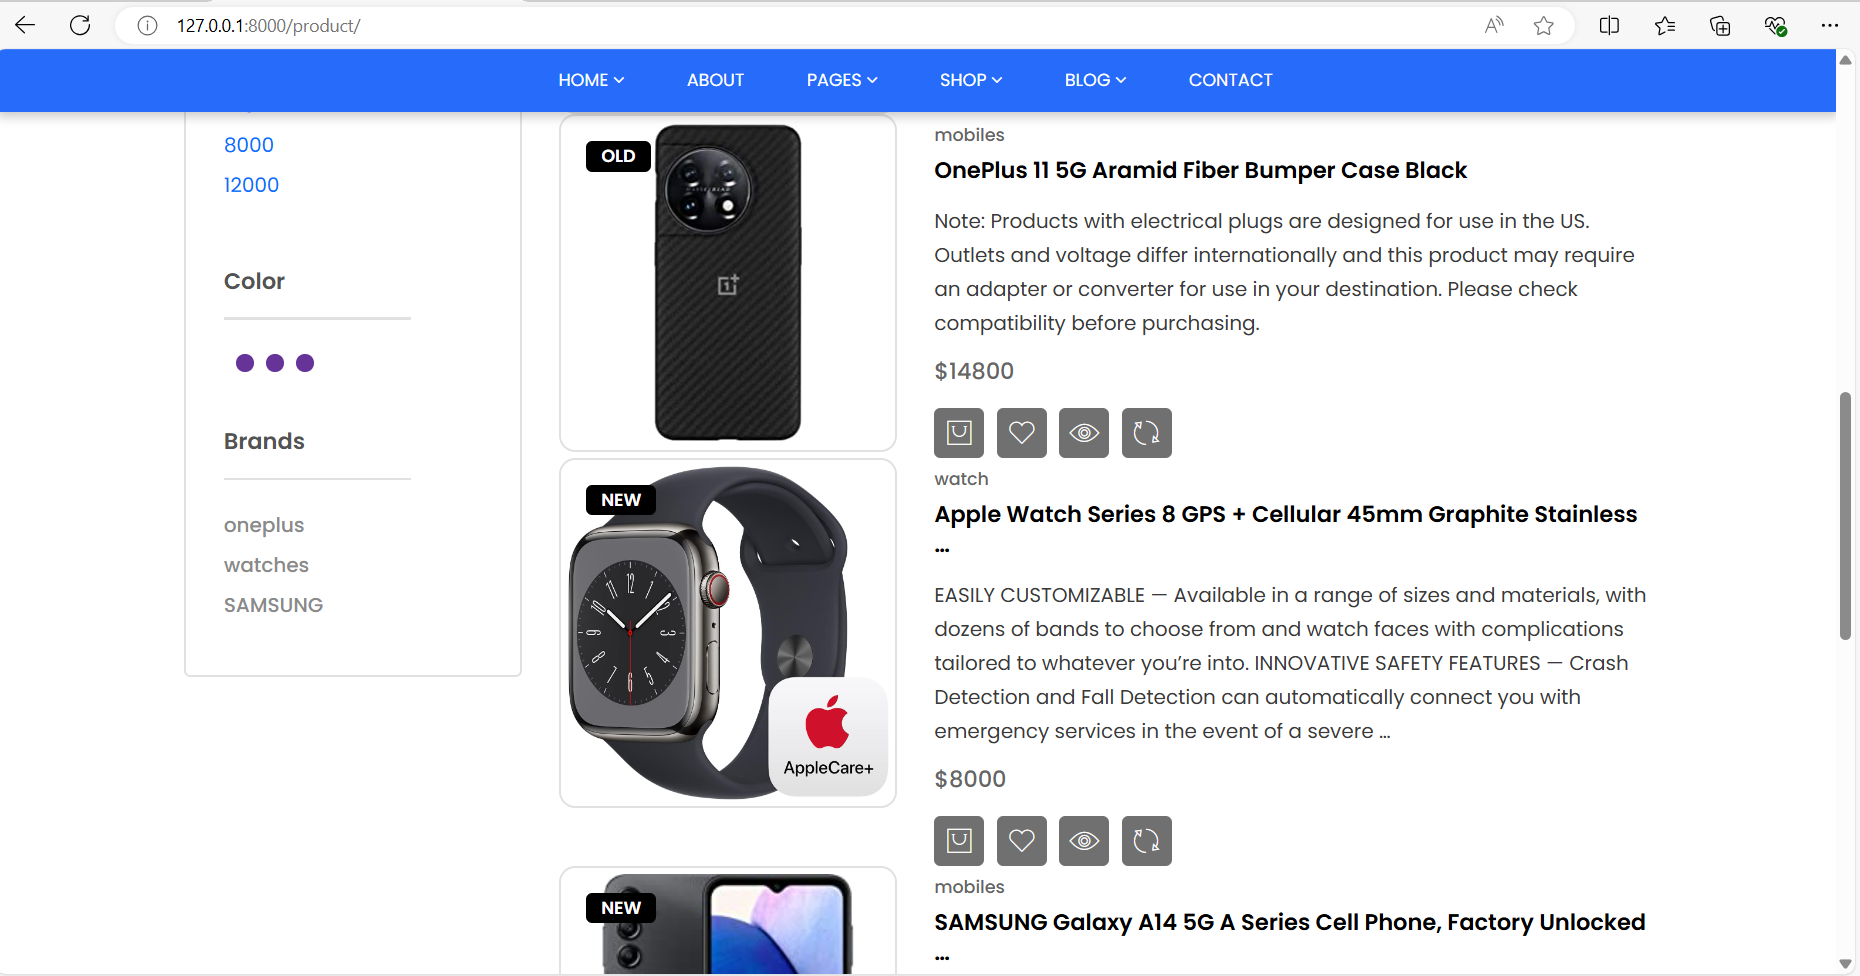 127.0.0.1:8000/product/
HOME ABOUT PAGES SHOP BLOG CONTACT
8000
12000
Color
Brands
oneplus
watches
SAMSUNG
OLD
mobiles
OnePlus 11 5G Aramid Fiber Bumper Case Black
Note: Products with electrical plugs are designed for use in the US.
Outlets and voltage differ internationally and this product may require
an adapter or converter for use in your destination. Please check
compatibility before purchasing.
$14800
NEW
AppleCare+
watch
Apple Watch Series 8 GPS + Cellular 45mm Graphite Stainless
...
EASILY CUSTOMIZABLE — Available in a range of sizes and materials, with
dozens of bands to choose from and watch faces with complications
tailored to whatever you’re into. INNOVATIVE SAFETY FEATURES — Crash
Detection and Fall Detection can automatically connect you with
emergency services in the event of a severe ...
$8000
NEW
mobiles
SAMSUNG Galaxy A14 5G A Series Cell Phone, Factory Unlocked
...